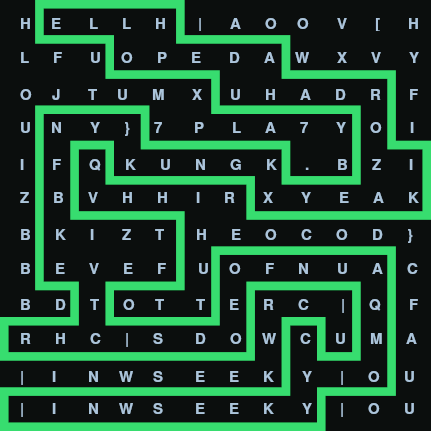 H E L L H | A O O V [ H
L F U O P E D A W X V Y
O J T U M X U H A D R F
U N Y } 7 P L A 7 Y O I
I F Q K U N G K . B Z I
Z B V H H I R X Y E A K
B K I Z T H E O C O D }
B E V E F U O F N U A C
B D T O T T E R C | Q F
R H C | S D O W C U M A
| I N W S E E K Y | O U
| I N W S E E K Y | O U